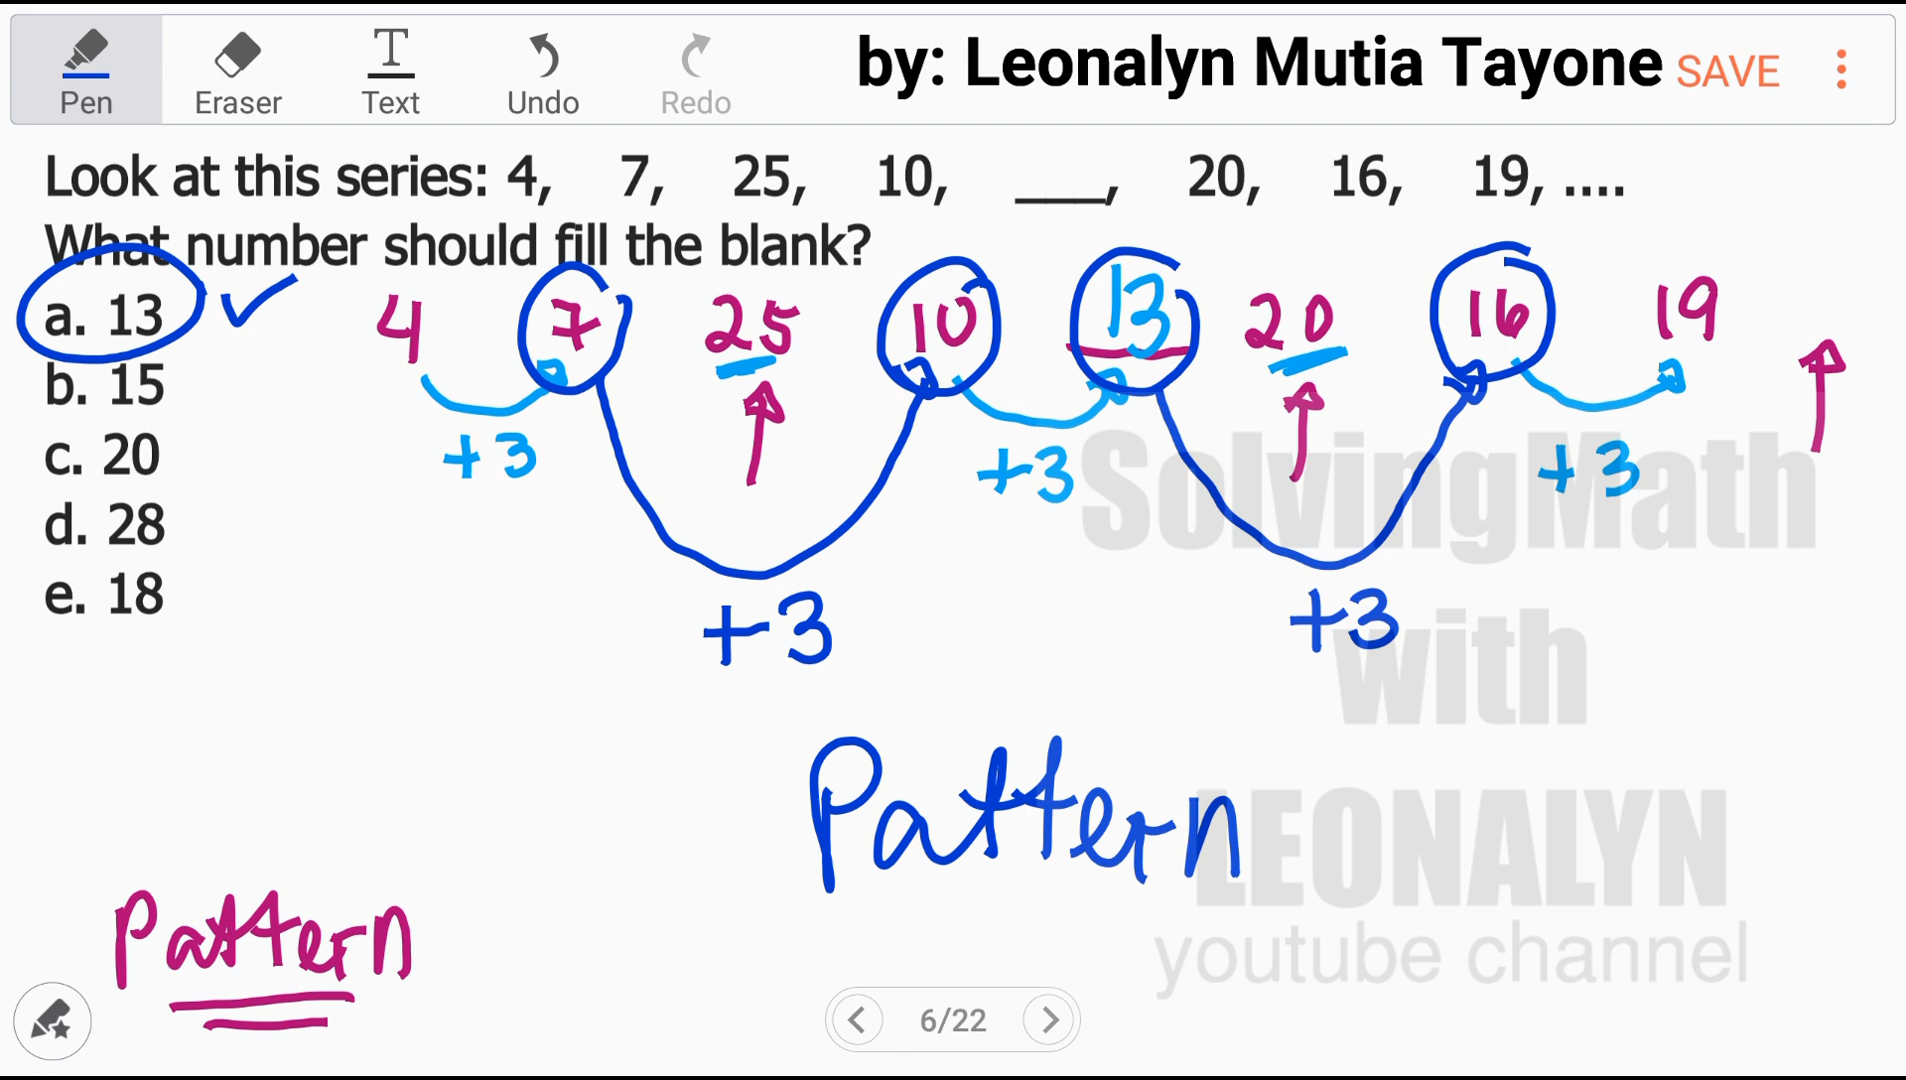 by: Leonalyn Mutia Tayone
Pen Eraser Text Undo Redo SAVE
Look at this series: 4, 7, 25, 10, ___, 20, 16, 19, ....
What number should fill the blank?
a. 13
b. 15
c. 20
d. 28
e. 18
4 7 25 10 13 20 16 19
+3 +3 +3
+3 +3
Pattern
Pattern
SolvingMath
with
LEONALYN
youtube channel
6/22